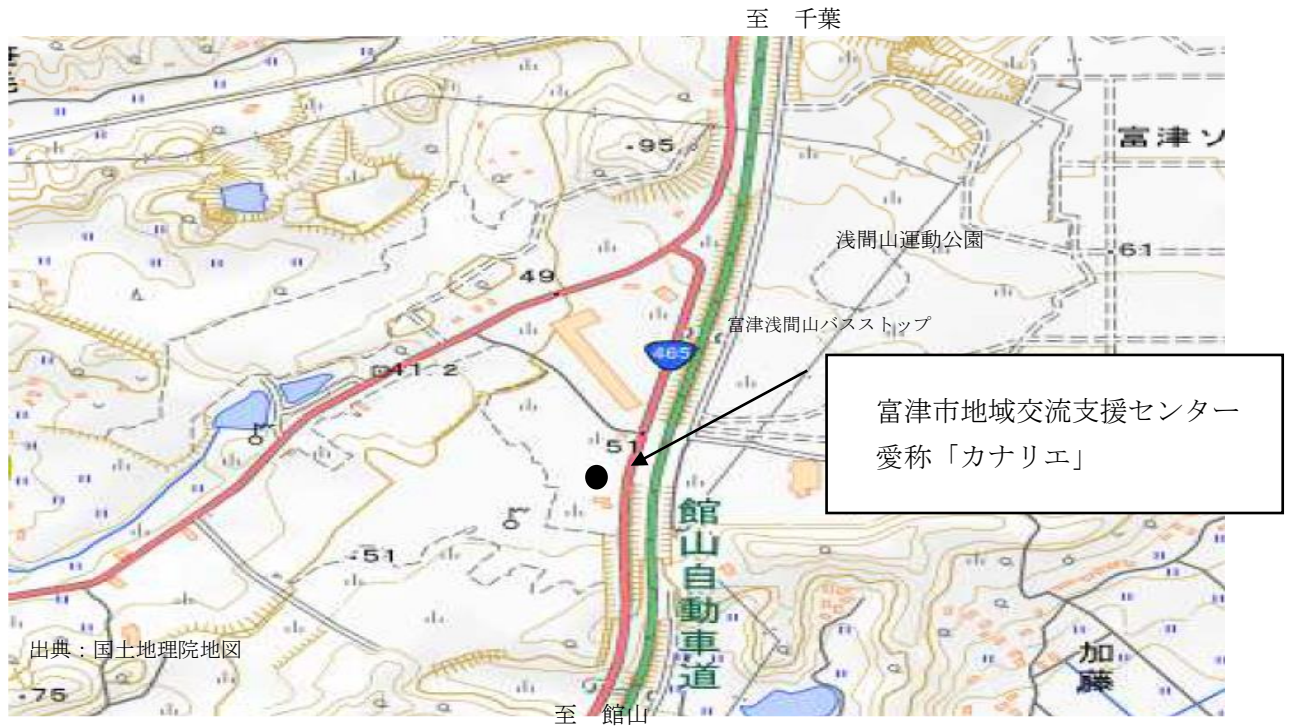 至 千葉
・95
富津ソ
浅間山運動公園
・61
49
富津浅間山バスストップ
465
41.2
富津市地域交流支援センター
愛称「カナリエ」
51
館山自動車道
・51
加藤
出典：国土地理院地図
・75
至 館山